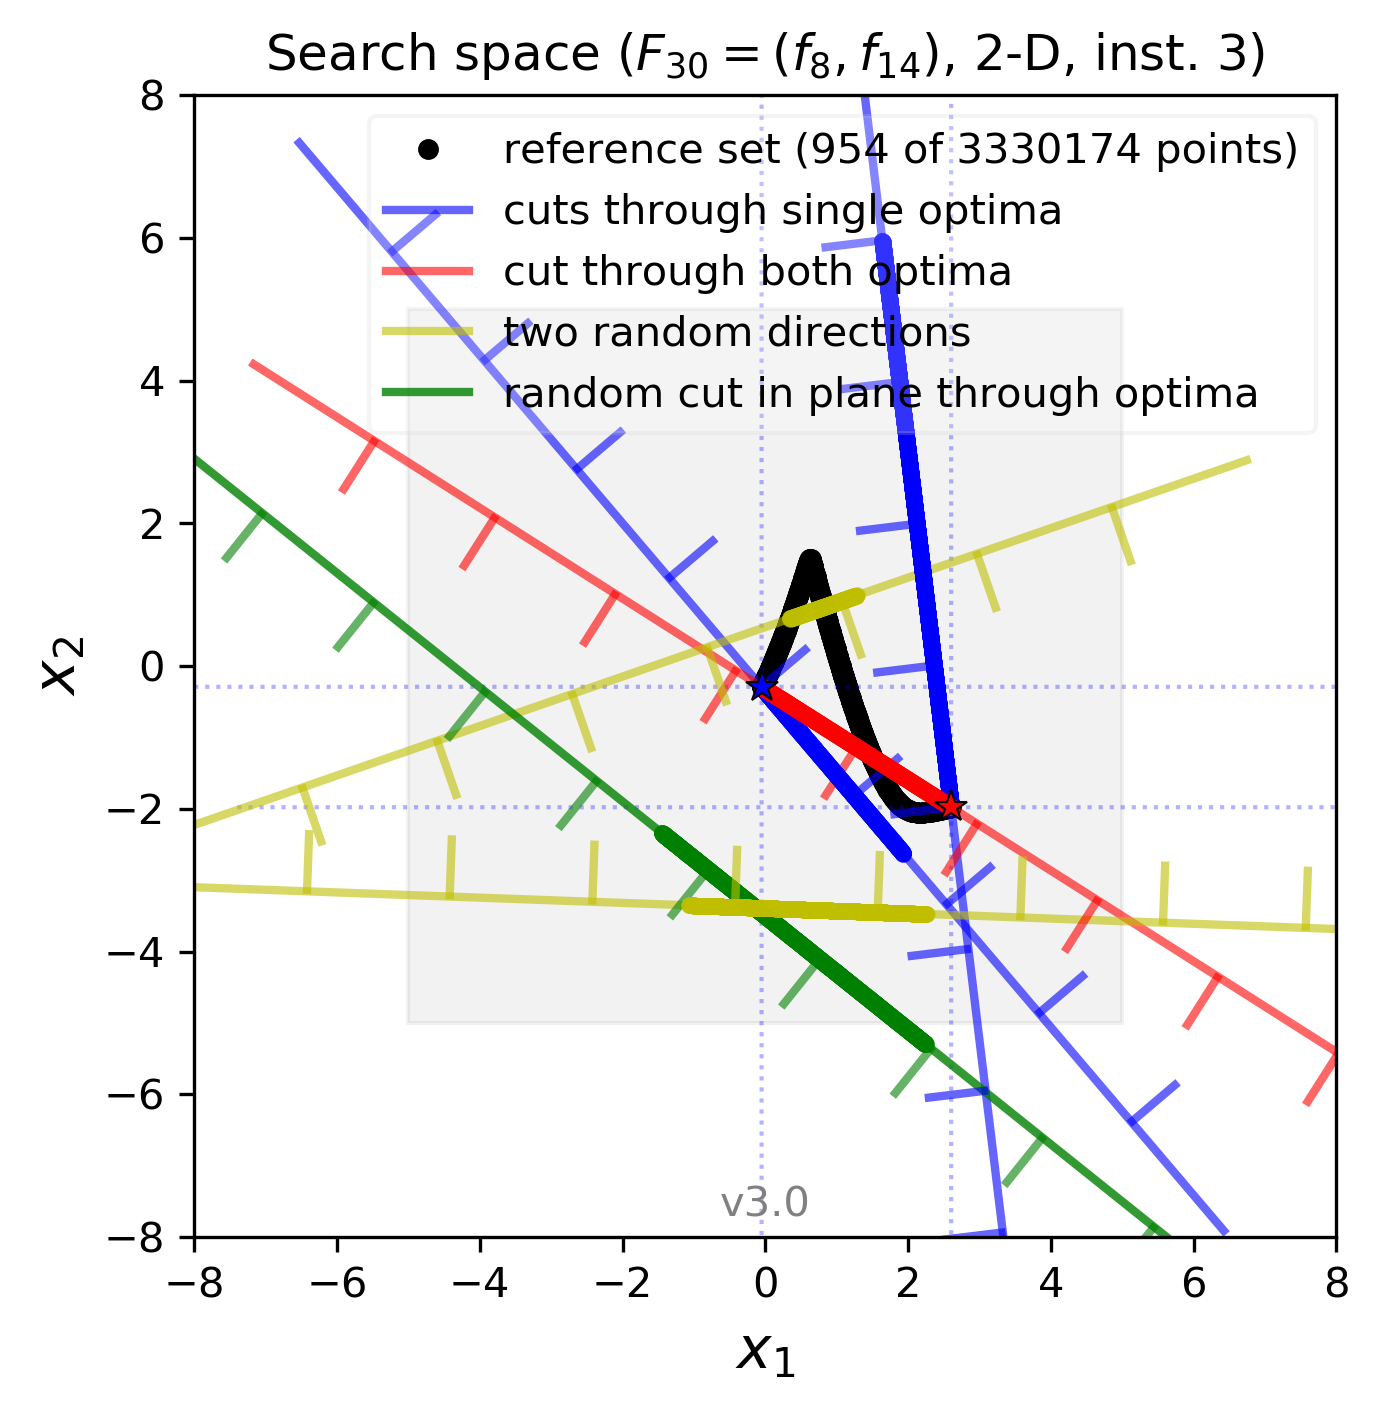 Search space (F₃₀ = (f₈, f₁₄), 2-D, inst. 3)
reference set (954 of 3330174 points)
cuts through single optima
cut through both optima
two random directions
random cut in plane through optima
8
6
4
2
0
−2
−4
−6
−8
x₂
v3.0
−8 −6 −4 −2 0 2 4 6 8
x₁